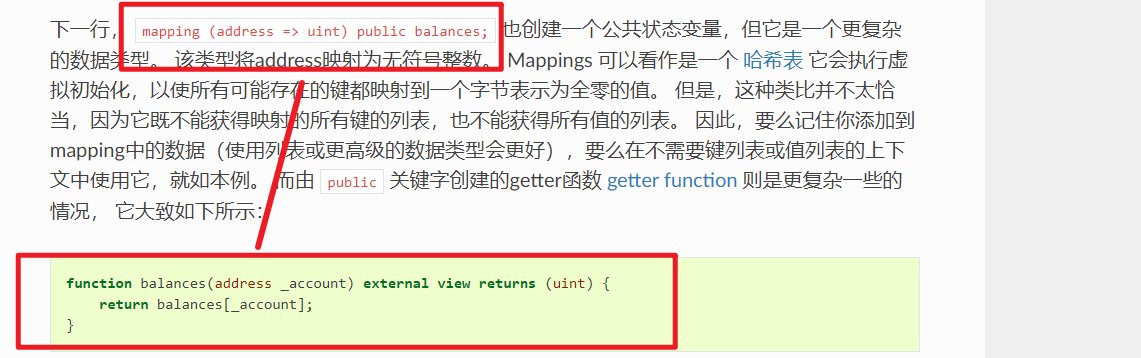 下一行， mapping (address => uint) public balances; 也创建一个公共状态变量，但它是一个更复杂
的数据类型。 该类型将address映射为无符号整数。 Mappings 可以看作是一个 哈希表 它会执行虚
拟初始化，以使所有可能存在的键都映射到一个字节表示为全零的值。 但是，这种类比并不太恰
当，因为它既不能获得映射的所有键的列表，也不能获得所有值的列表。 因此，要么记住你添加到
mapping中的数据（使用列表或更高级的数据类型会更好），要么在不需要键列表或值列表的上下
文中使用它，就如本例。 而由 public 关键字创建的getter函数 getter function 则是更复杂一些的
情况， 它大致如下所示：
function balances(address _account) external view returns (uint) {
    return balances[_account];
}